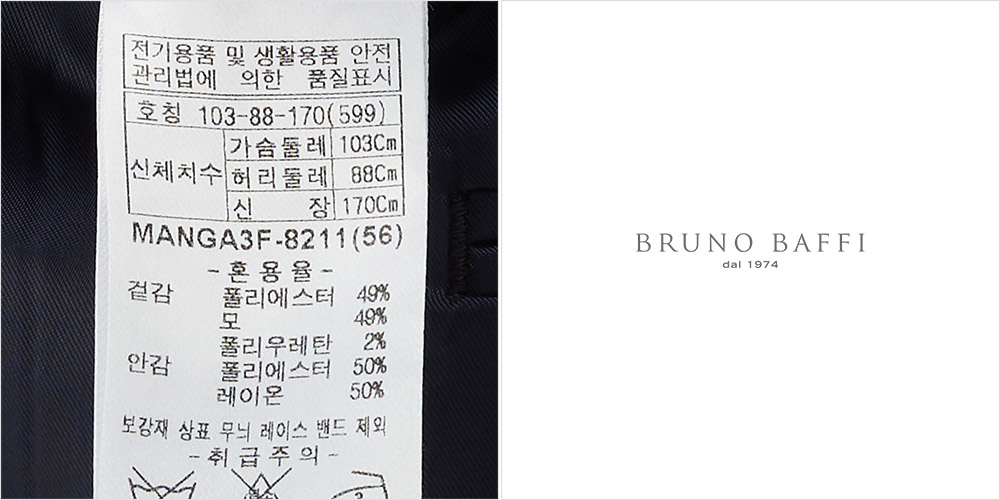 전기용품 및 생활용품 안전
관리법에 의한 품질표시
호칭 103-88-170(599)
신체치수
가슴둘레 103Cm
허리둘레 88Cm
신 장 170Cm
MANGA3F-8211(56)
-혼용율-
겉감 폴리에스터 49%
모 49%
폴리우레탄 2%
안감 폴리에스터 50%
레이온 50%
보강재 상표 무늬 레이스 밴드 제외
-취급주의-
BRUNO BAFFI
dal 1974